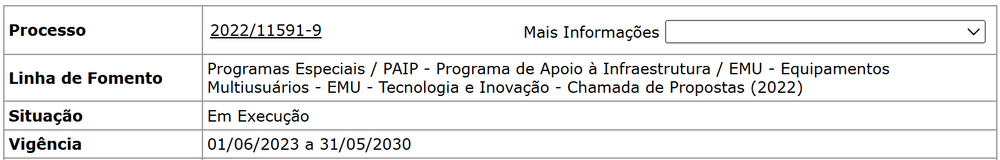 Processo
2022/11591-9 Mais Informações
Linha de Fomento
Programas Especiais / PAIP - Programa de Apoio à Infraestrutura / EMU - Equipamentos
Multiusuários - EMU - Tecnologia e Inovação - Chamada de Propostas (2022)
Situação
Em Execução
Vigência
01/06/2023 a 31/05/2030